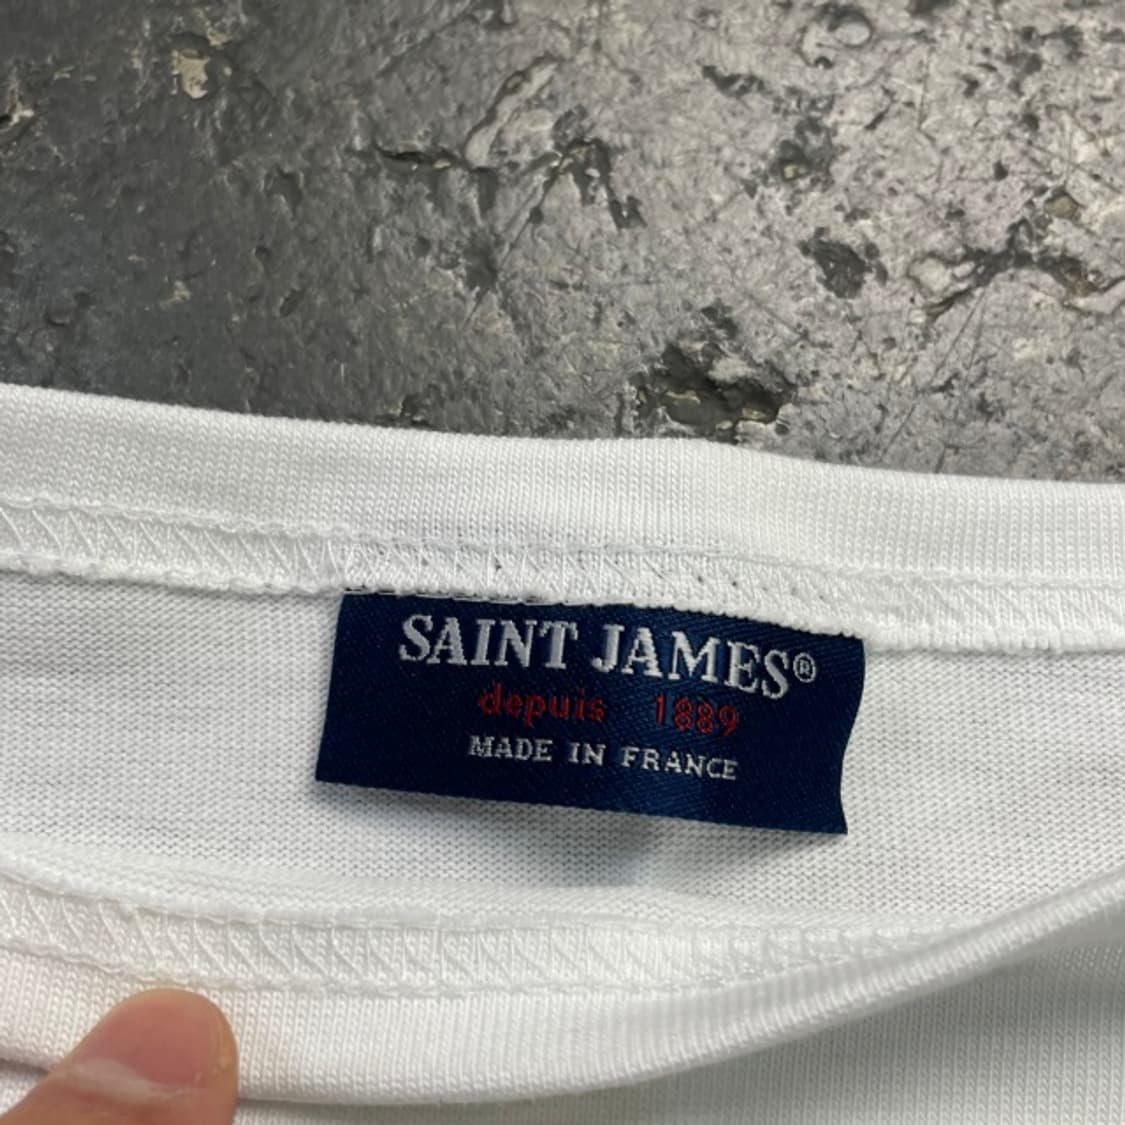 SAINT JAMES®
depuis 1889
MADE IN FRANCE